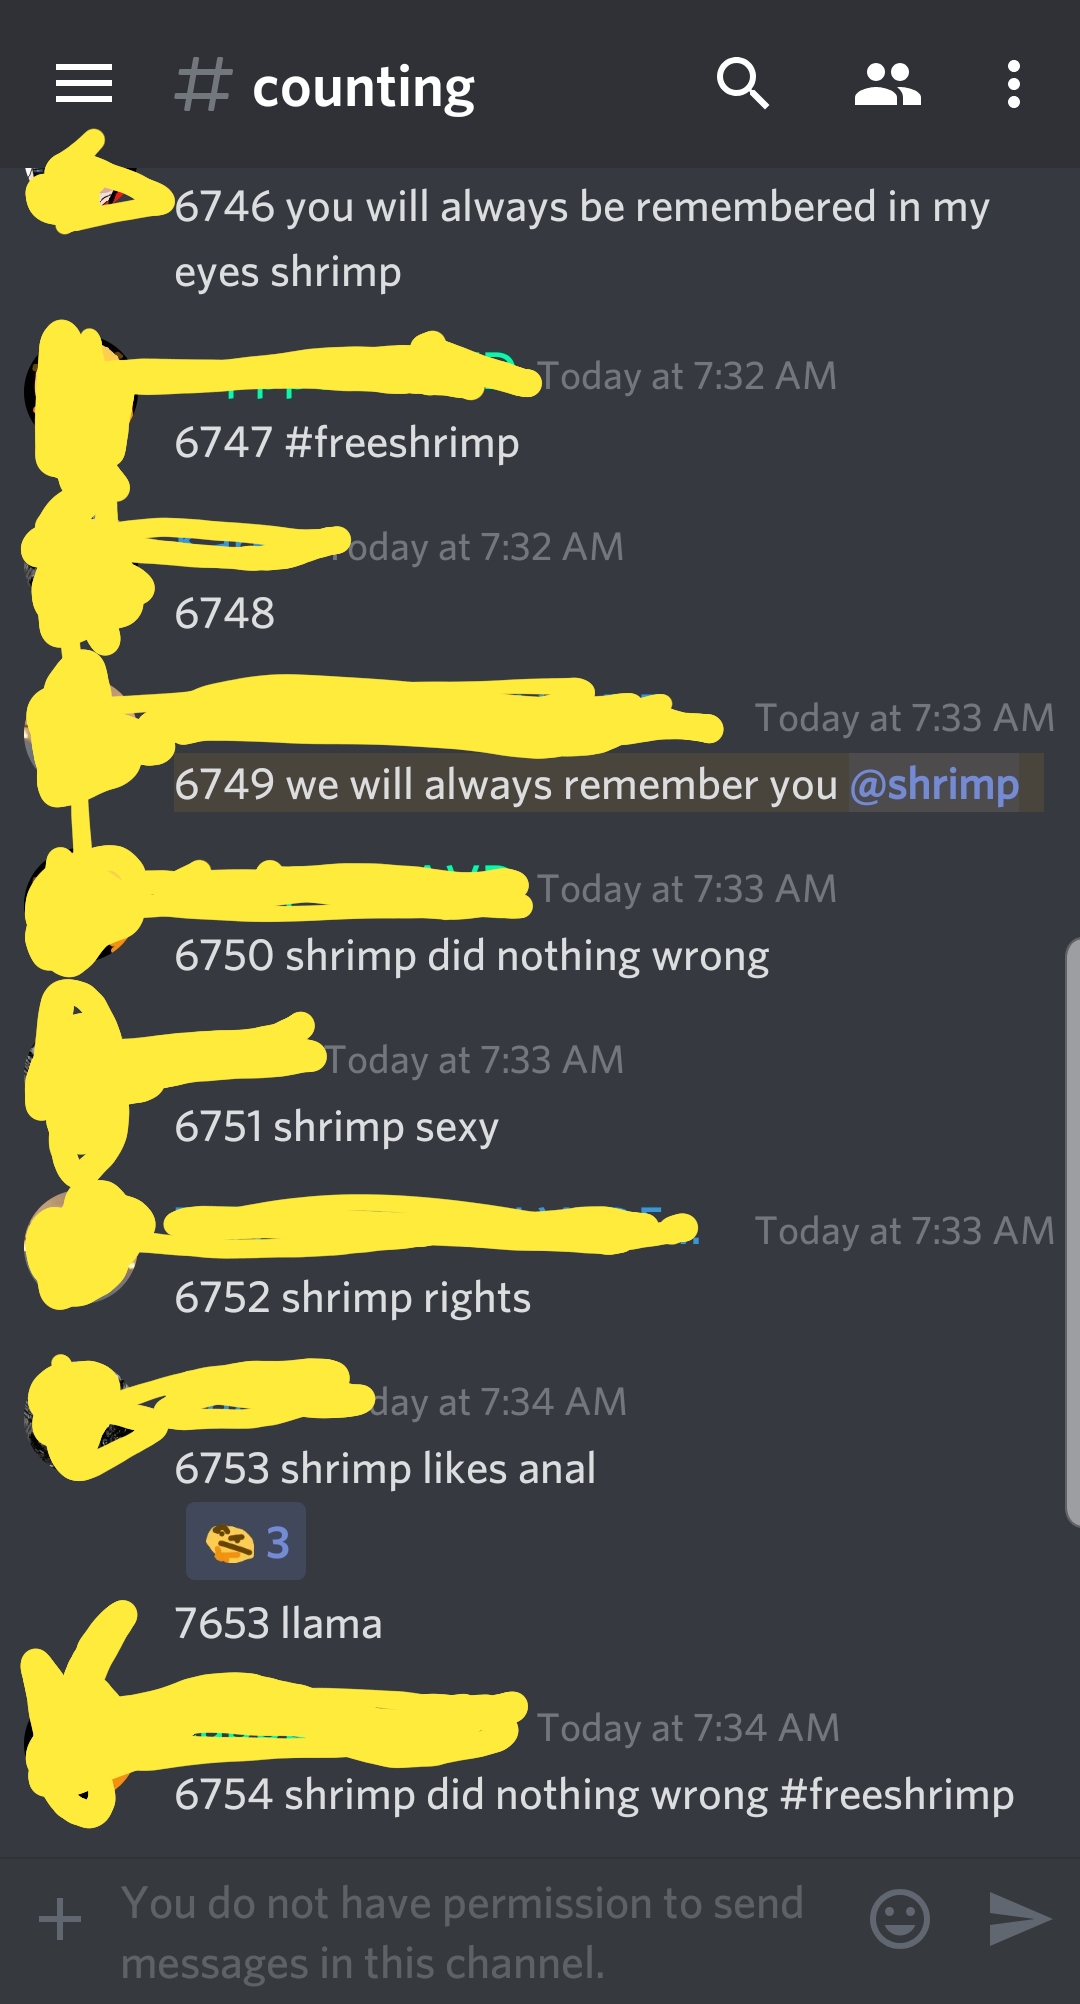 # counting
6746 you will always be remembered in my
eyes shrimp
Today at 7:32 AM
6747 #freeshrimp
oday at 7:32 AM
6748
Today at 7:33 AM
6749 we will always remember you @shrimp
Today at 7:33 AM
6750 shrimp did nothing wrong
Today at 7:33 AM
6751 shrimp sexy
Today at 7:33 AM
6752 shrimp rights
day at 7:34 AM
6753 shrimp likes anal
3
7653 llama
Today at 7:34 AM
6754 shrimp did nothing wrong #freeshrimp
You do not have permission to send
messages in this channel.